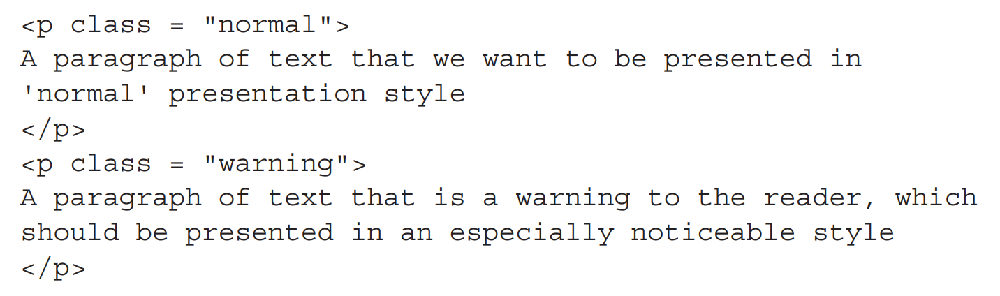 <p class = "normal">
A paragraph of text that we want to be presented in
'normal' presentation style
</p>
<p class = "warning">
A paragraph of text that is a warning to the reader, which
should be presented in an especially noticeable style
</p>